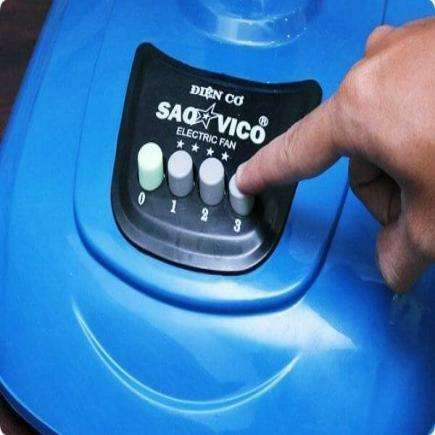 ĐIỆN CƠ
SAO VICO®
ELECTRIC FAN
0 1 2 3